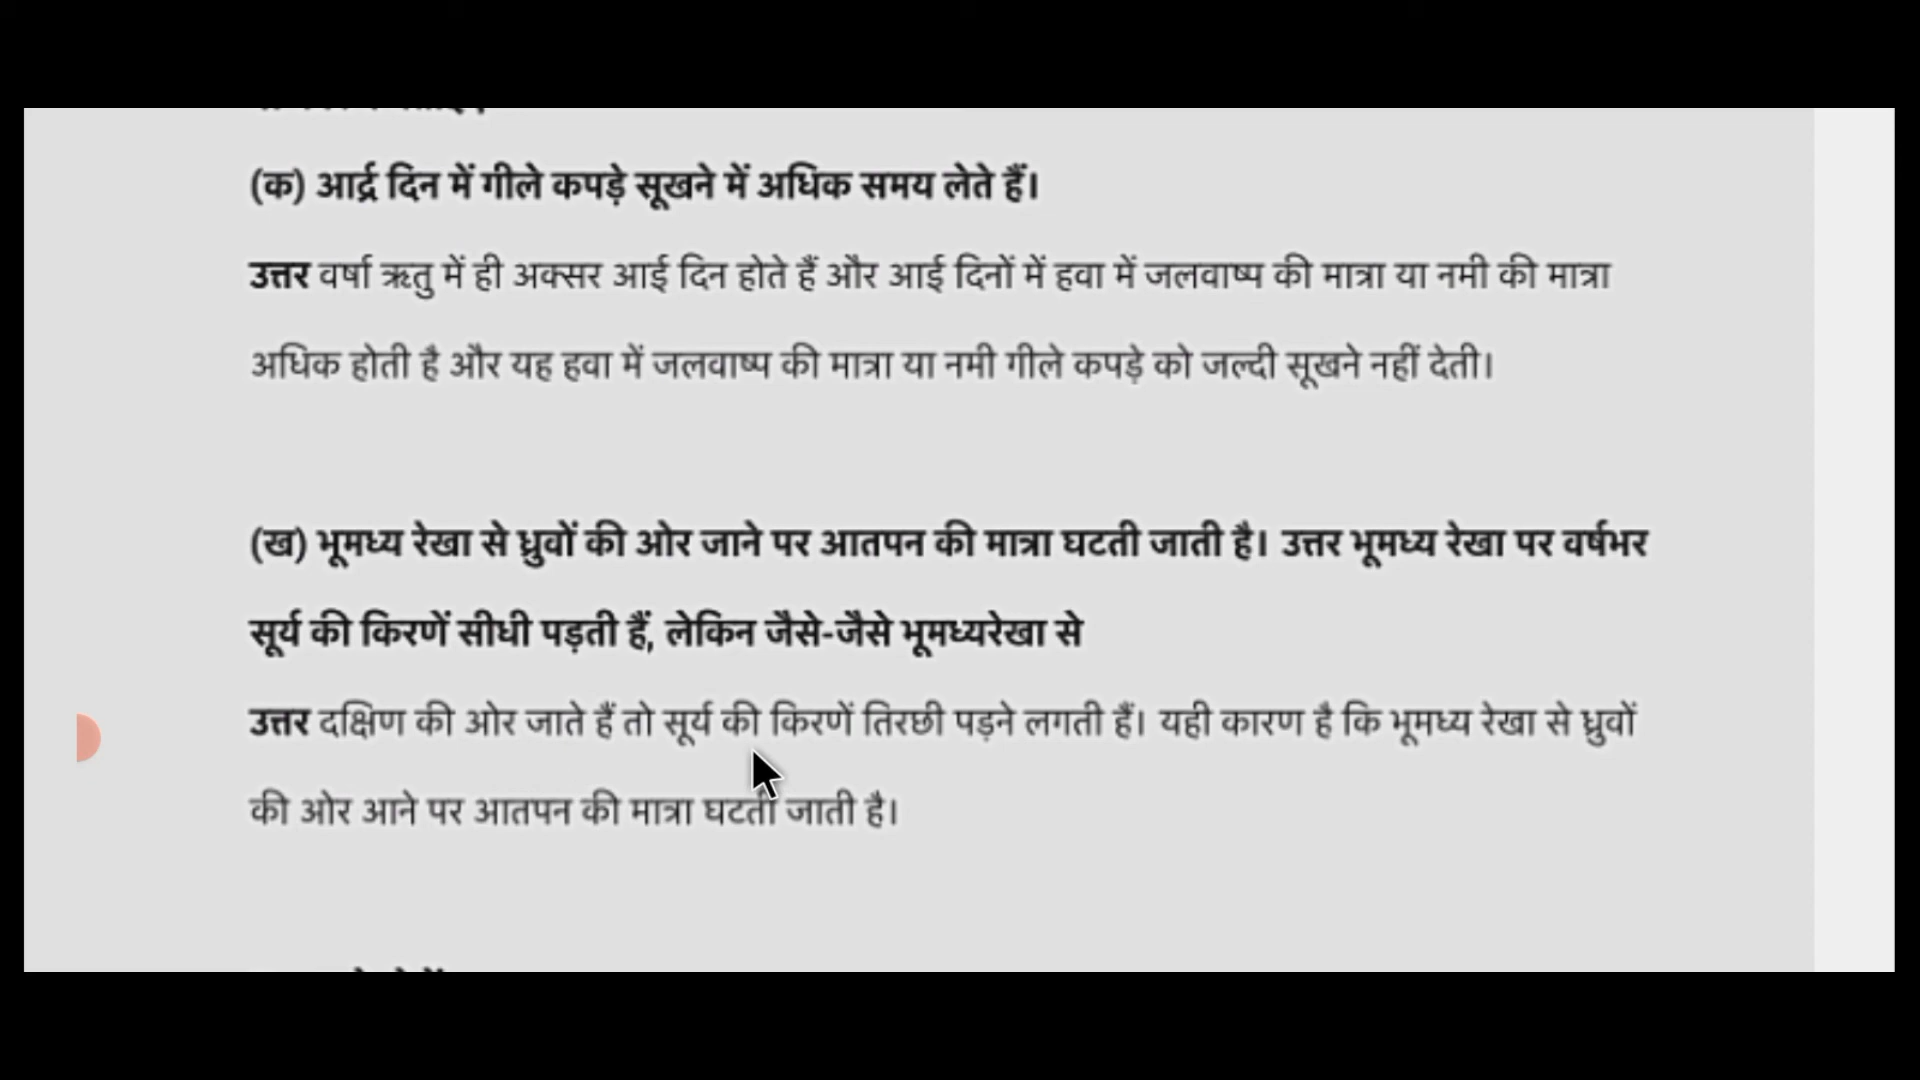 (क) आर्द्र दिन में गीले कपड़े सूखने में अधिक समय लेते हैं।
उत्तर वर्षा ऋतु में ही अक्सर आई दिन होते हैं और आई दिनों में हवा में जलवाष्प की मात्रा या नमी की मात्रा
अधिक होती है और यह हवा में जलवाष्प की मात्रा या नमी गीले कपड़े को जल्दी सूखने नहीं देती।
(ख) भूमध्य रेखा से ध्रुवों की ओर जाने पर आतपन की मात्रा घटती जाती है। उत्तर भूमध्य रेखा पर वर्षभर
सूर्य की किरणें सीधी पड़ती हैं, लेकिन जैसे-जैसे भूमध्यरेखा से
उत्तर दक्षिण की ओर जाते हैं तो सूर्य की किरणें तिरछी पड़ने लगती हैं। यही कारण है कि भूमध्य रेखा से ध्रुवों
की ओर आने पर आतपन की मात्रा घटती जाती है।